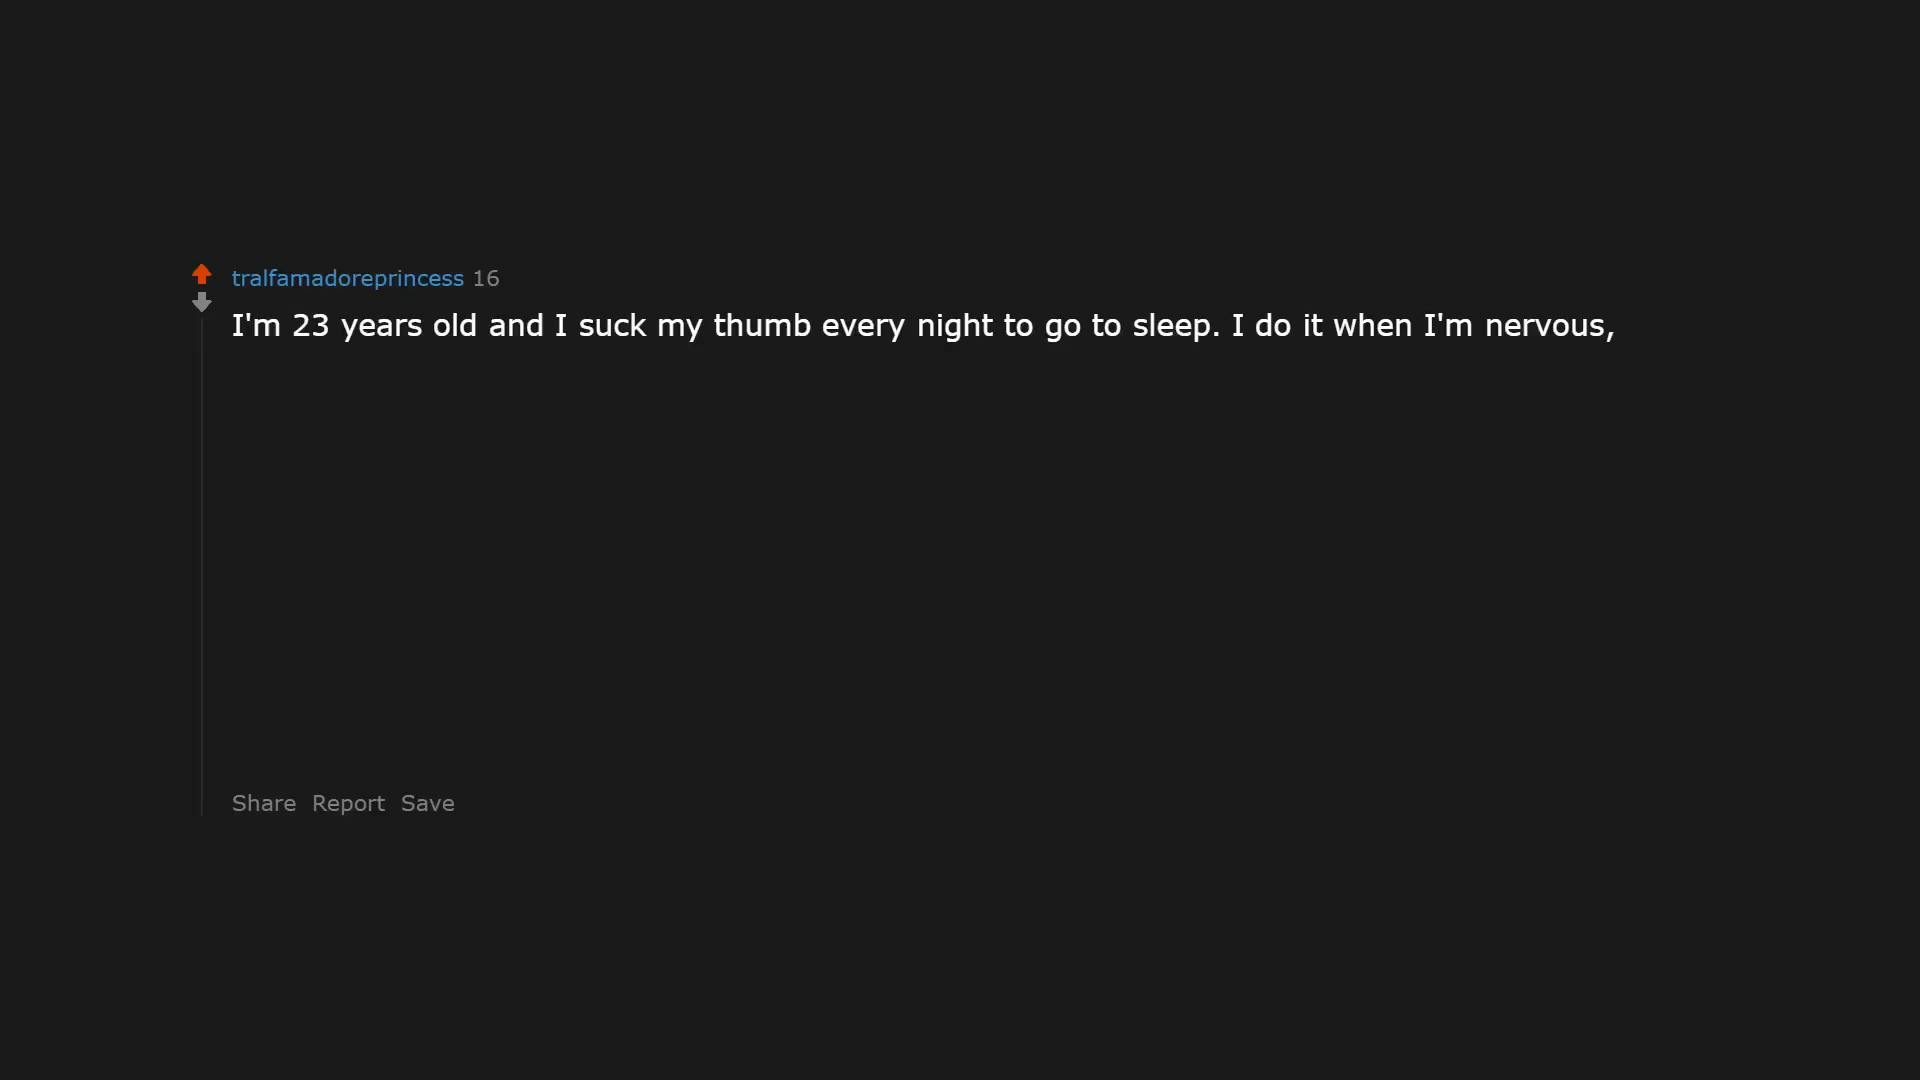 tralfamadoreprincess 16
I'm 23 years old and I suck my thumb every night to go to sleep. I do it when I'm nervous,
Share Report Save